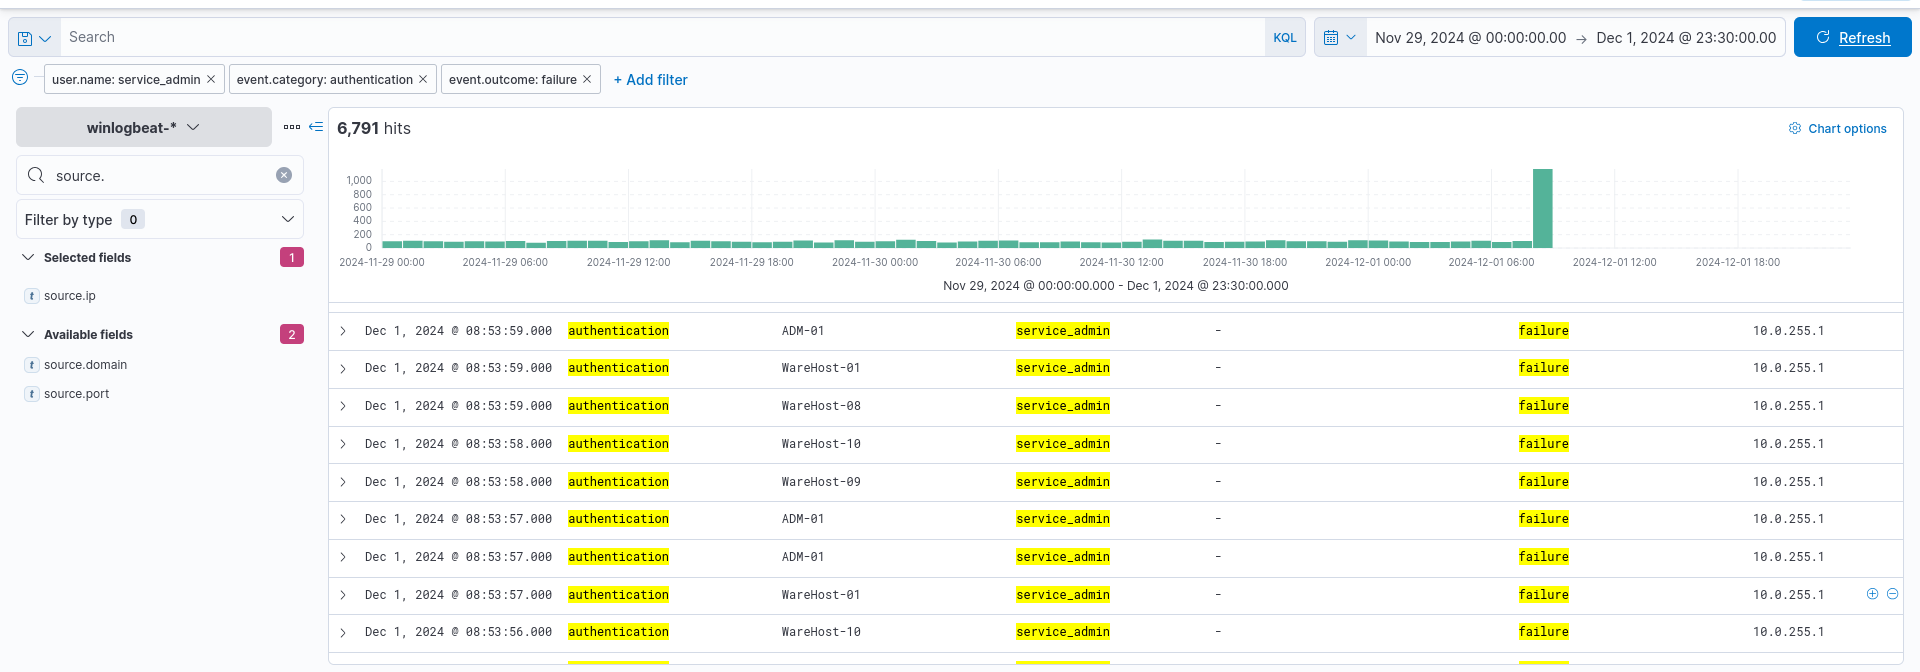 Search KQL Nov 29, 2024 @ 00:00:00.00 → Dec 1, 2024 @ 23:30:00.00 Refresh
user.name: service_admin × event.category: authentication × event.outcome: failure × + Add filter
winlogbeat-*
source.
Filter by type 0
Selected fields 1
t source.ip
Available fields 2
t source.domain
t source.port
6,791 hits Chart options
1,000
800
600
400
200
0
2024-11-29 00:00 2024-11-29 06:00 2024-11-29 12:00 2024-11-29 18:00 2024-11-30 00:00 2024-11-30 06:00 2024-11-30 12:00 2024-11-30 18:00 2024-12-01 00:00 2024-12-01 06:00 2024-12-01 12:00 2024-12-01 18:00
Nov 29, 2024 @ 00:00:00.000 - Dec 1, 2024 @ 23:30:00.000
Dec 1, 2024 @ 08:53:59.000 authentication ADM-01 service_admin - failure 10.0.255.1
Dec 1, 2024 @ 08:53:59.000 authentication WareHost-01 service_admin - failure 10.0.255.1
Dec 1, 2024 @ 08:53:59.000 authentication WareHost-08 service_admin - failure 10.0.255.1
Dec 1, 2024 @ 08:53:58.000 authentication WareHost-10 service_admin - failure 10.0.255.1
Dec 1, 2024 @ 08:53:58.000 authentication WareHost-09 service_admin - failure 10.0.255.1
Dec 1, 2024 @ 08:53:57.000 authentication ADM-01 service_admin - failure 10.0.255.1
Dec 1, 2024 @ 08:53:57.000 authentication ADM-01 service_admin - failure 10.0.255.1
Dec 1, 2024 @ 08:53:57.000 authentication WareHost-01 service_admin - failure 10.0.255.1
Dec 1, 2024 @ 08:53:56.000 authentication WareHost-10 service_admin - failure 10.0.255.1